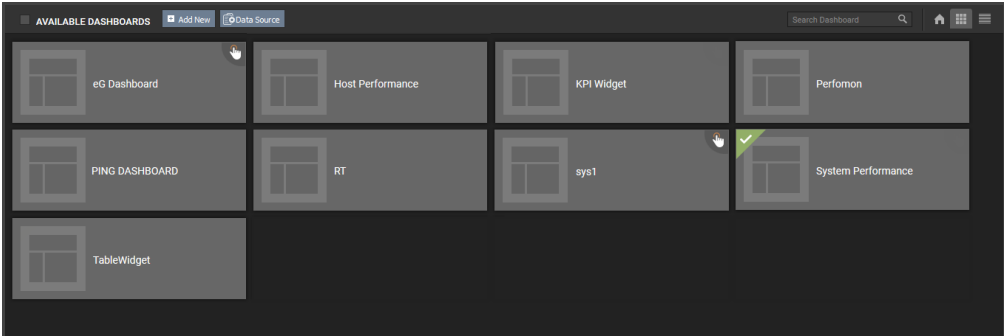 AVAILABLE DASHBOARDS Add New Data Source Search Dashboard
eG Dashboard Host Performance KPI Widget Perfomon
PING DASHBOARD RT sys1 System Performance
TableWidget